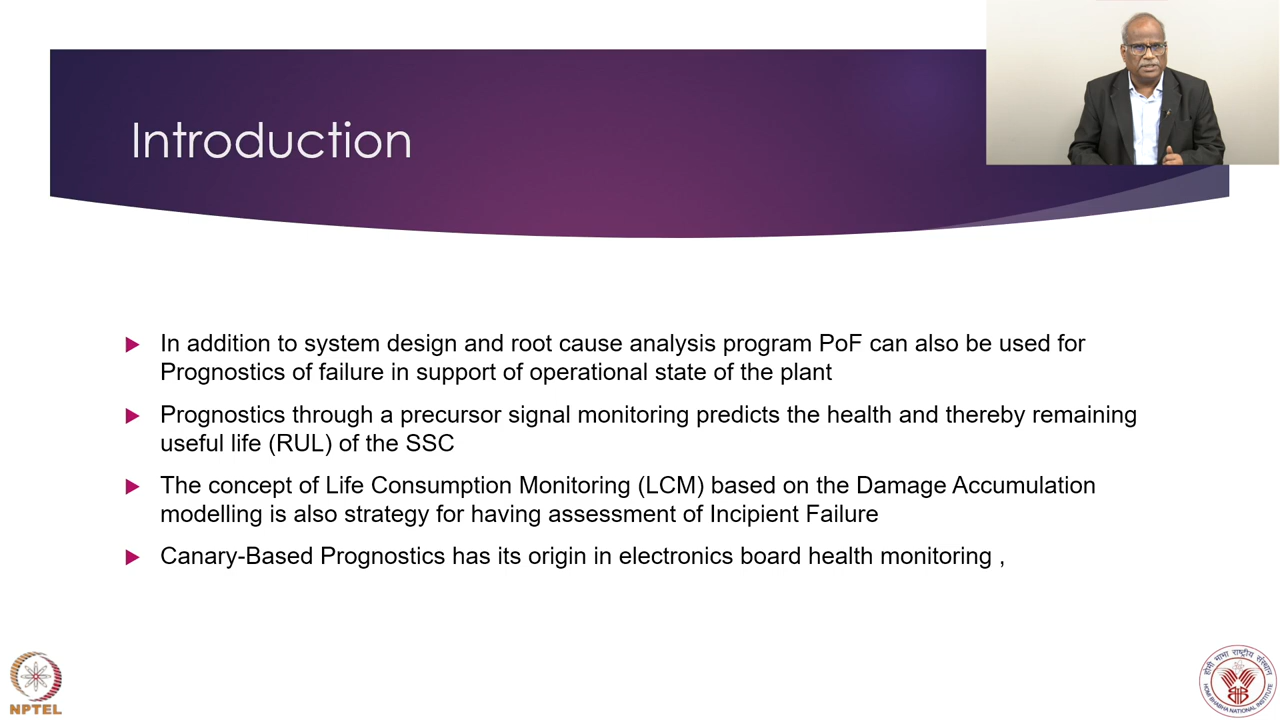 Introduction
In addition to system design and root cause analysis program PoF can also be used for
Prognostics of failure in support of operational state of the plant
Prognostics through a precursor signal monitoring predicts the health and thereby remaining
useful life (RUL) of the SSC
The concept of Life Consumption Monitoring (LCM) based on the Damage Accumulation
modelling is also strategy for having assessment of Incipient Failure
Canary-Based Prognostics has its origin in electronics board health monitoring ,
NPTEL
होमी भाभा राष्ट्रीय संस्थान
HOMI BHABHA NATIONAL INSTITUTE